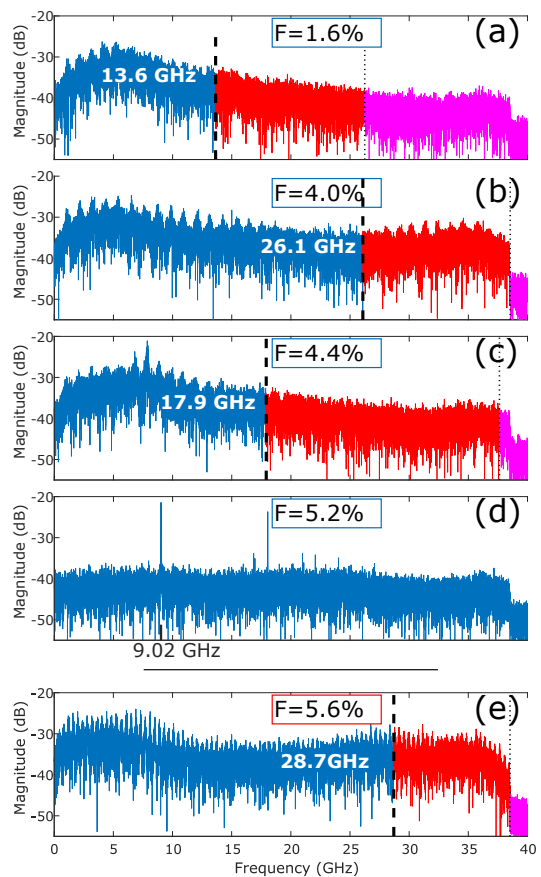 -20
F=1.6%
(a)
Magnitude (dB)
-30
13.6 GHz
-40
-50
-20
F=4.0%
(b)
Magnitude (dB)
-30
26.1 GHz
-40
-50
-20
F=4.4%
(c)
Magnitude (dB)
-30
17.9 GHz
-40
-50
-20
F=5.2%
(d)
Magnitude (dB)
-30
-40
-50
9.02 GHz
-20
F=5.6%
(e)
Magnitude (dB)
-30
28.7GHz
-40
-50
0 5 10 15 20 25 30 35 40
Frequency (GHz)